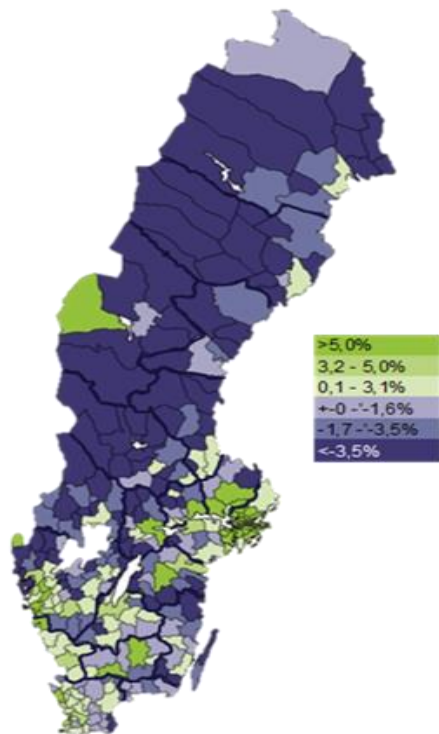 >5,0%
3,2 - 5,0%
0,1 - 3,1%
+-0 -'-1,6%
-1,7 -'-3,5%
<-3,5%